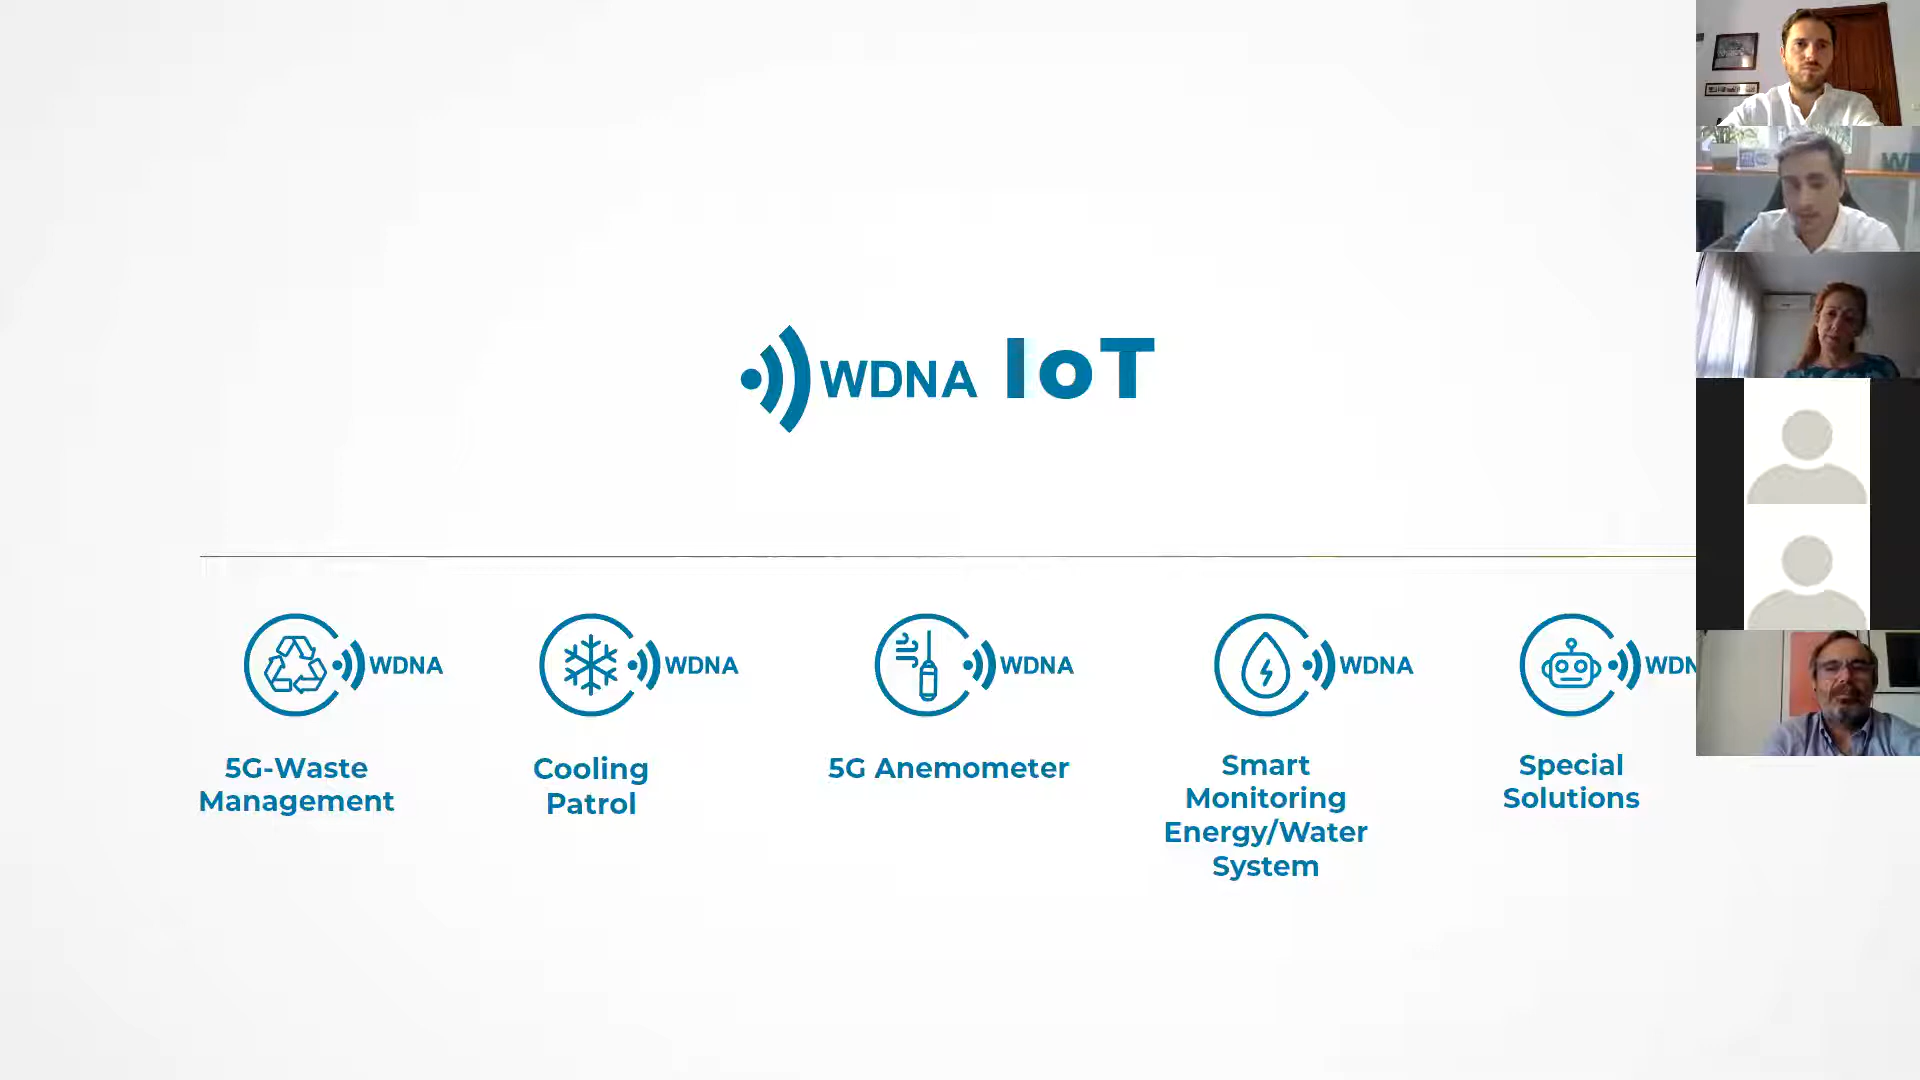 WDNA IoT
WDNA
WDNA
WDNA
WDNA
WDN
5G-Waste
Management
Cooling
Patrol
5G Anemometer
Smart
Monitoring
Energy/Water
System
Special
Solutions